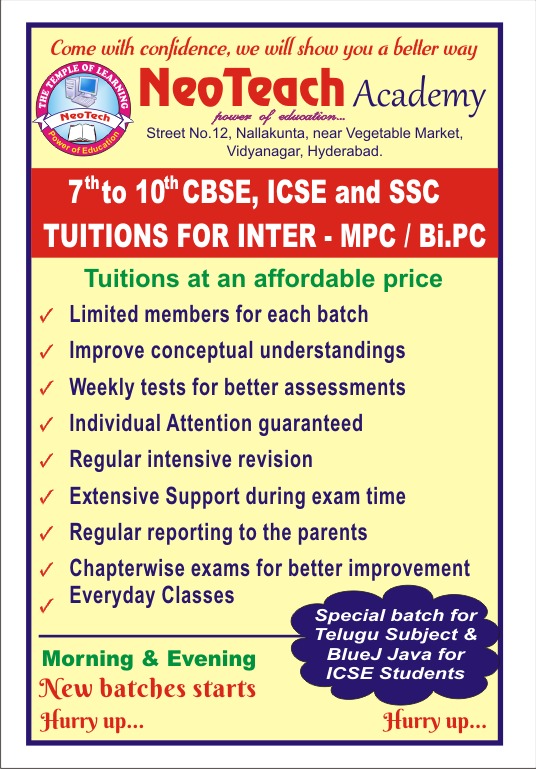 Come with confidence, we will show you a better way
THE TEMPLE OF LEARNING
NeoTech
Power of Education
NeoTeach Academy
power of education...
Street No.12, Nallakunta, near Vegetable Market,
Vidyanagar, Hyderabad.
7th to 10th CBSE, ICSE and SSC
TUITIONS FOR INTER - MPC / Bi.PC
Tuitions at an affordable price
✓ Limited members for each batch
✓ Improve conceptual understandings
✓ Weekly tests for better assessments
✓ Individual Attention guaranteed
✓ Regular intensive revision
✓ Extensive Support during exam time
✓ Regular reporting to the parents
✓ Chapterwise exams for better improvement
✓ Everyday Classes
Special batch for
Telugu Subject &
BlueJ Java for
ICSE Students
Morning & Evening
New batches starts
Hurry up...
Hurry up...